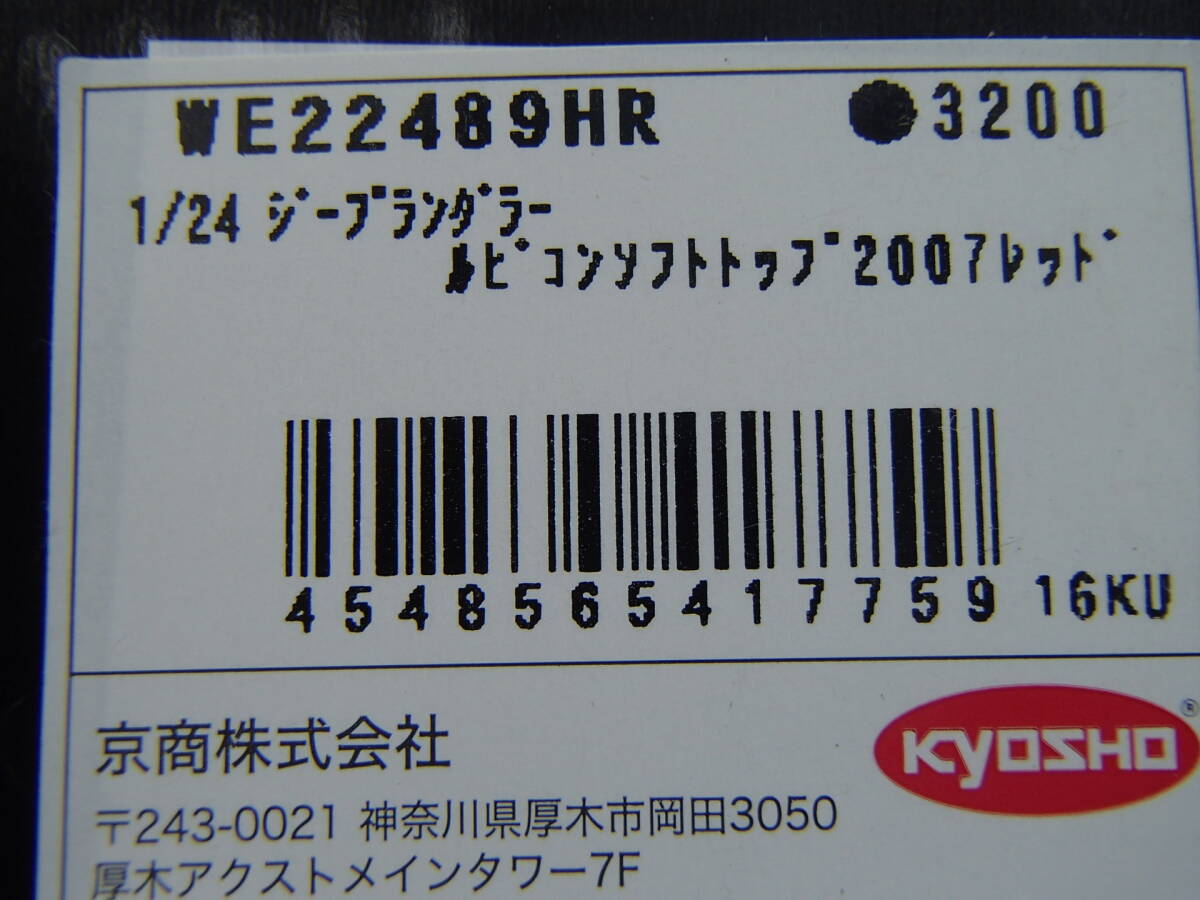 WE22489HR ●3200
1/24 ジープランダラー
ルビコンソフトトップ2007レッド
4548565417759 16KU
京商株式会社
KYOSHO®
〒243-0021 神奈川県厚木市岡田3050
厚木アクストメインタワー7F